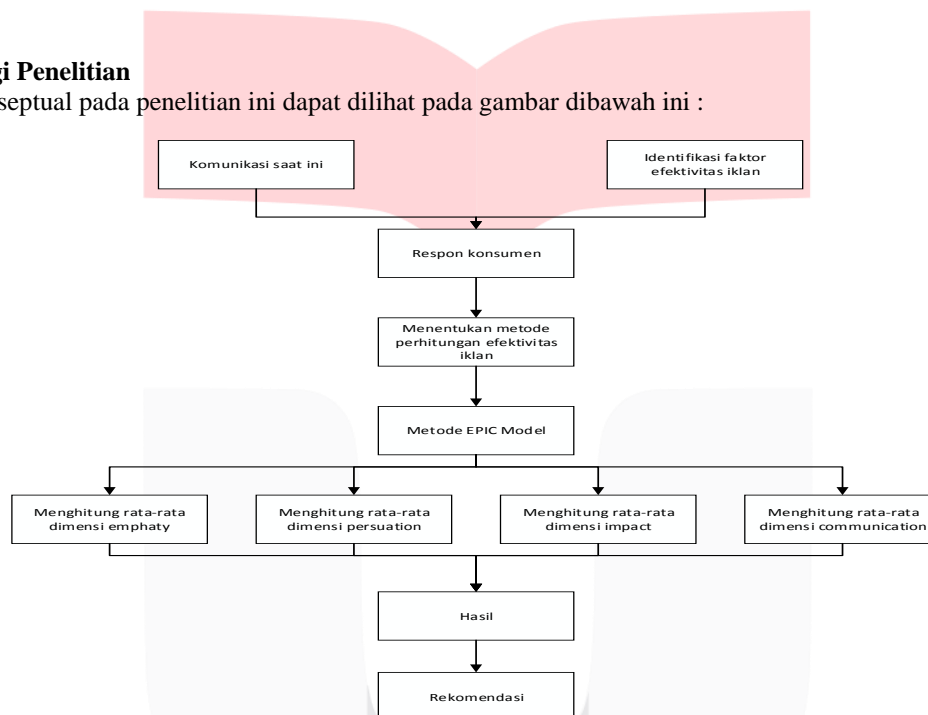 gi Penelitian
septual pada penelitian ini dapat dilihat pada gambar dibawah ini :
Komunikasi saat ini
Identifikasi faktor
efektivitas iklan
Respon konsumen
Menentukan metode
perhitungan efektivitas
iklan
Metode EPIC Model
Menghitung rata-rata
dimensi emphaty
Menghitung rata-rata
dimensi persuation
Menghitung rata-rata
dimensi impact
Menghitung rata-rata
dimensi communication
Hasil
Rekomendasi